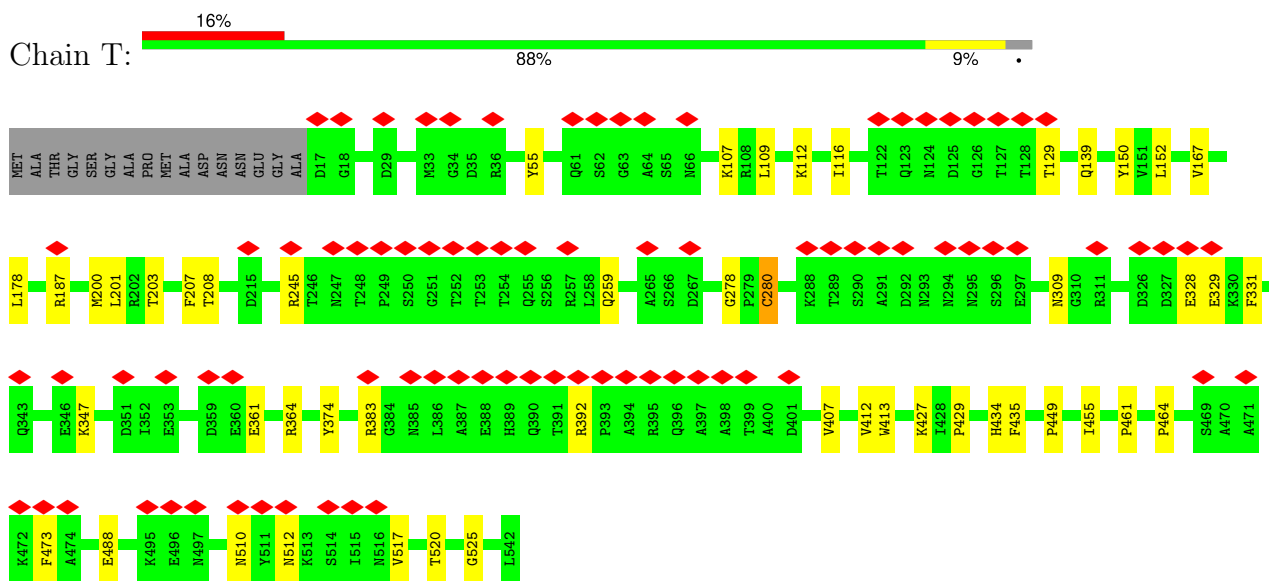 16%
Chain T:
88% 9% •
MET ALA THR GLY SER GLY ALA PRO MET ALA ASP ASN ASN GLU GLY ALA D17 G18 D29 M33 G34 D35 R36 Y55 Q61 S62 G63 A64 S65 N66 K107 R108 L109 K112 I116 T122 Q123 N124 D125 G126 T127 T128 T129 Q139 Y150 V151 L152 V167
L178 R187 M200 L201 R202 T203 F207 T208 D215 R245 T246 N247 T248 P249 S250 G251 T252 T253 T254 Q255 S256 R257 L258 Q259 A265 S266 D267 G278 P279 C280 K288 T289 S290 A291 D292 N293 N294 N295 S296 E297 N309 G310 R311 D326 D327 E328 E329 K330 F331
Q343 E346 K347 D351 I352 E353 D359 E360 E361 R364 Y374 R383 G384 N385 L386 A387 E388 H389 Q390 T391 R392 P393 A394 R395 Q396 A397 A398 T399 A400 D401 V407 V412 W413 K427 I428 P429 H434 F435 P449 I455 P461 P464 S469 A470 A471
K472 F473 A474 E488 K495 E496 N497 N510 Y511 N512 K513 S514 I515 N516 V517 T520 G525 L542